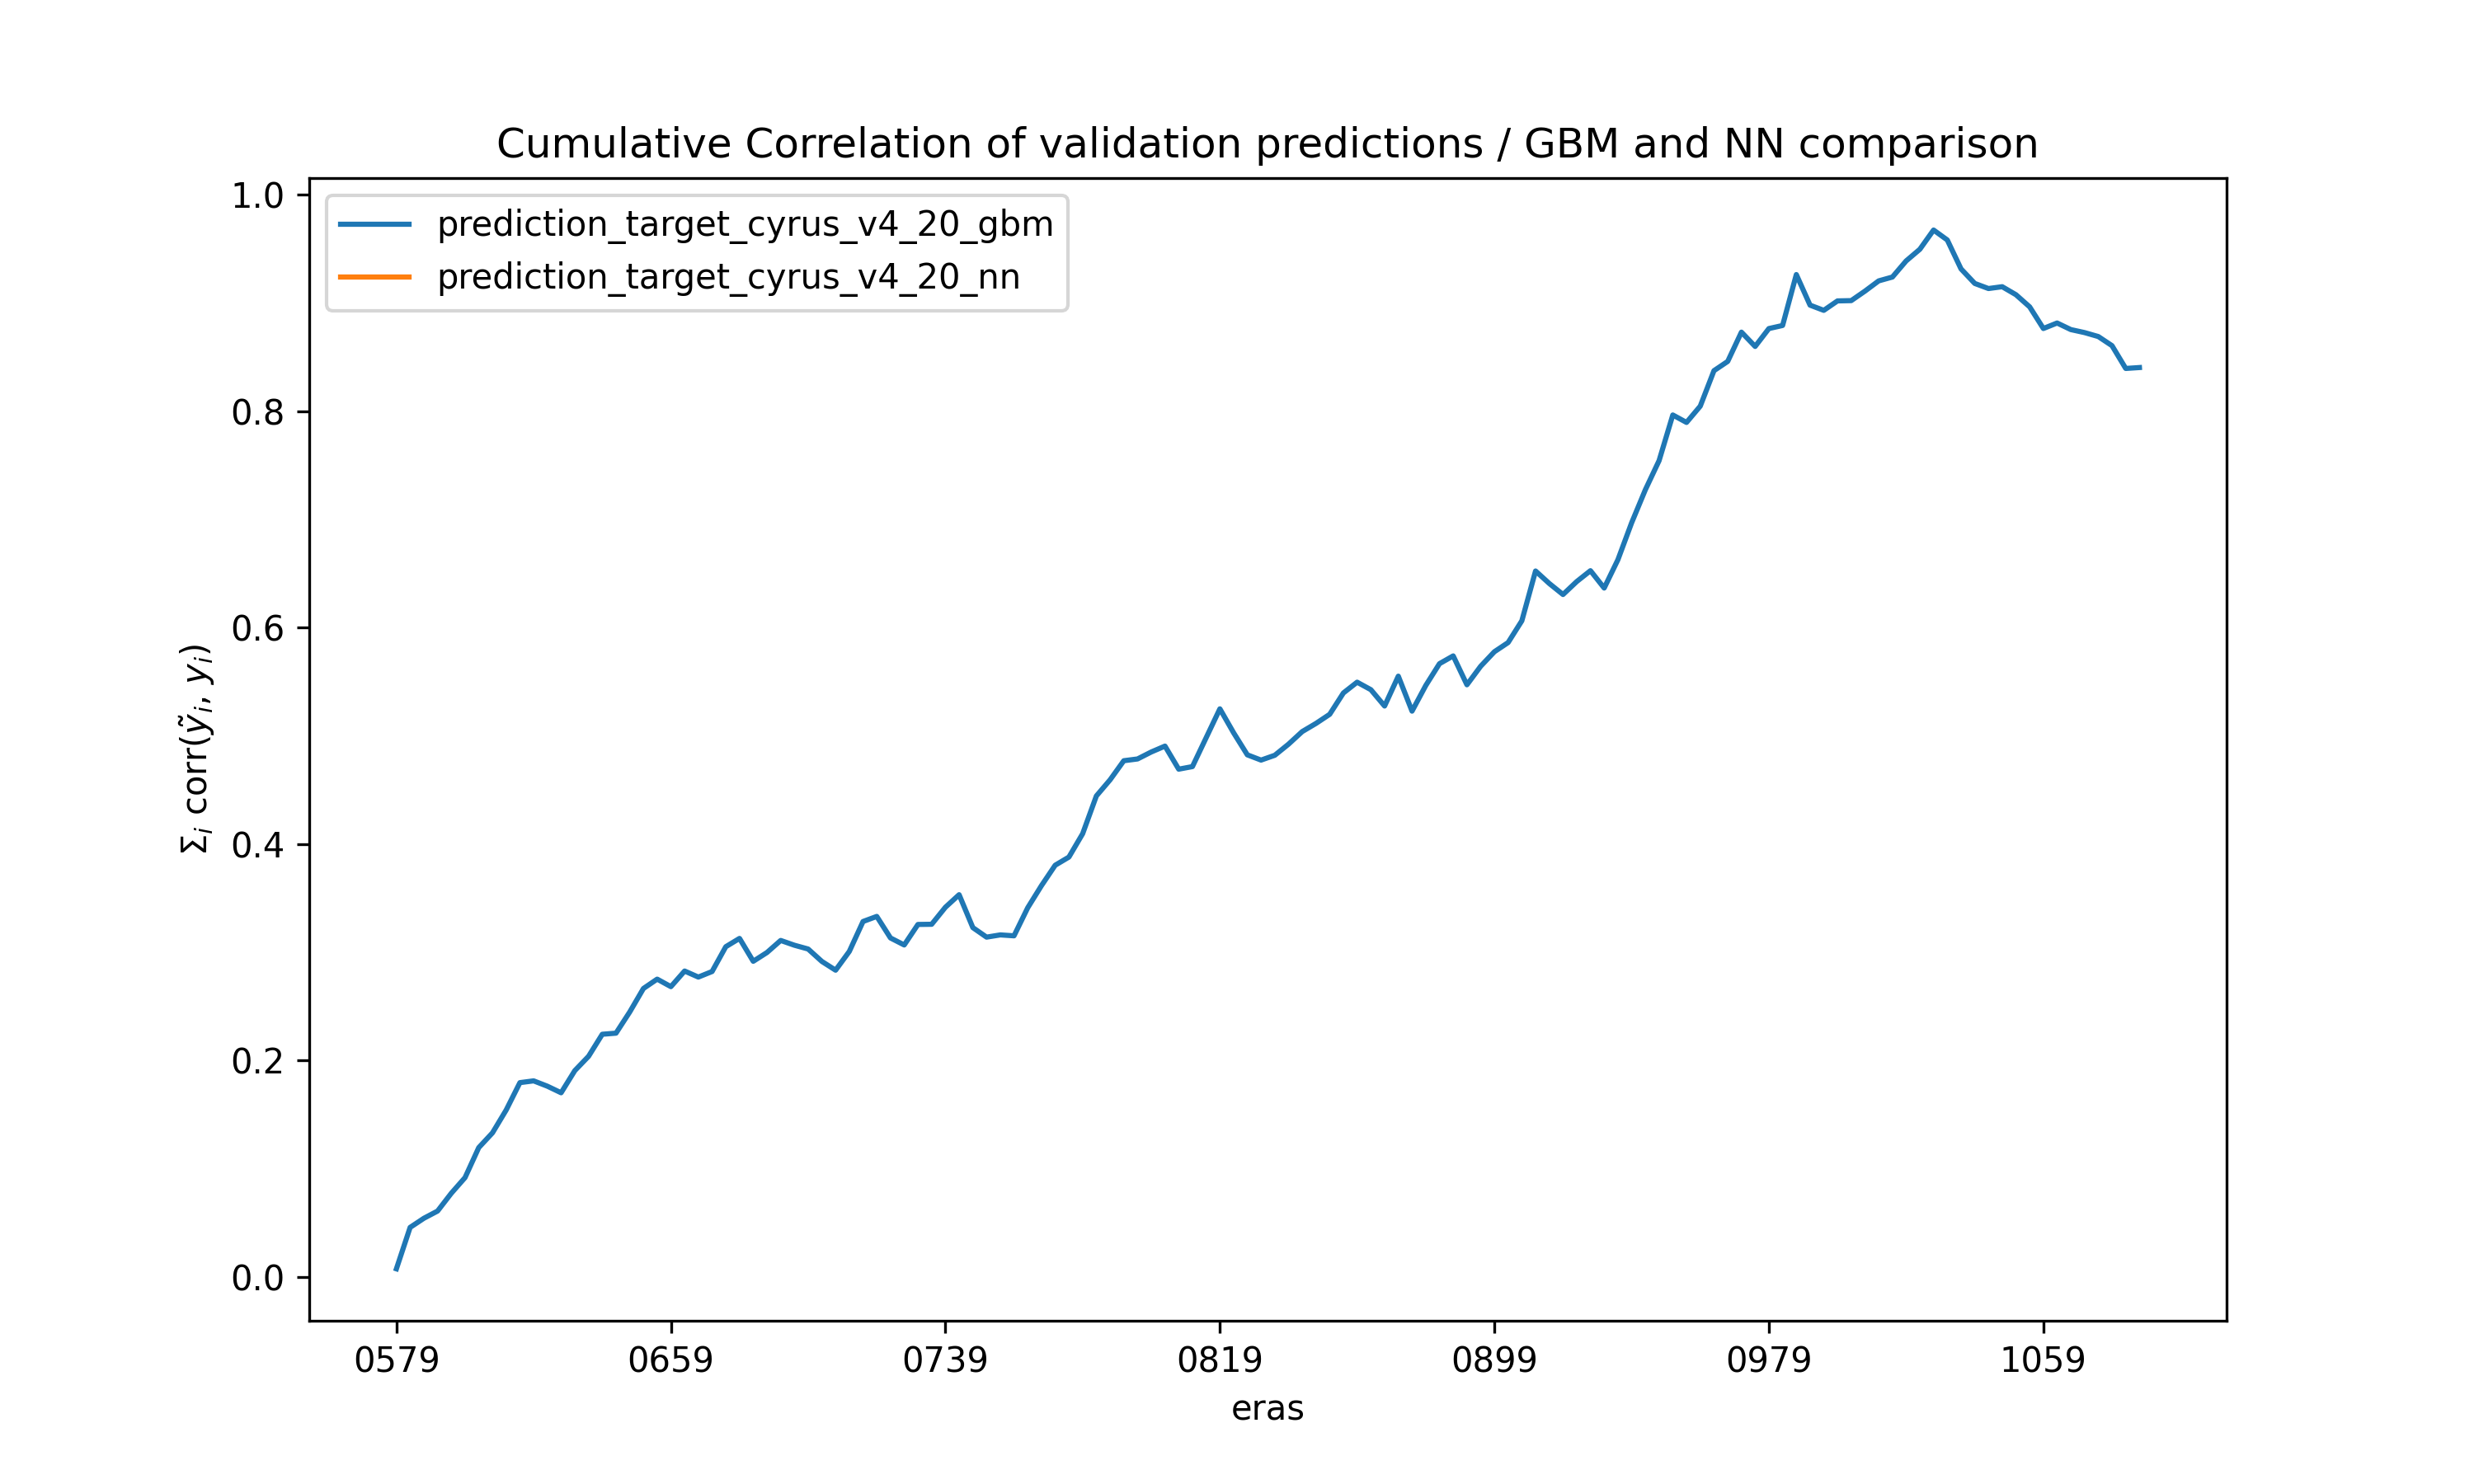 Cumulative Correlation of validation predictions / GBM and NN comparison
prediction_target_cyrus_v4_20_gbm
prediction_target_cyrus_v4_20_nn
1.0
0.8
0.6
0.4
0.2
0.0
Σᵢ corr(ỹᵢ, yᵢ)
0579 0659 0739 0819 0899 0979 1059
eras